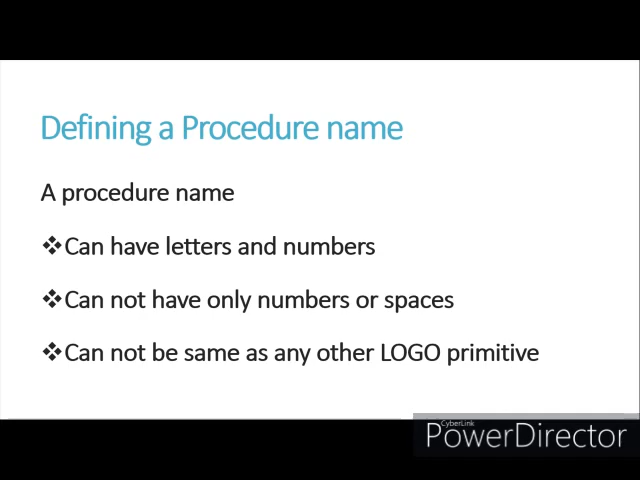 Defining a Procedure name
A procedure name
❖Can have letters and numbers
❖Can not have only numbers or spaces
❖Can not be same as any other LOGO primitive
CyberLink
PowerDirector